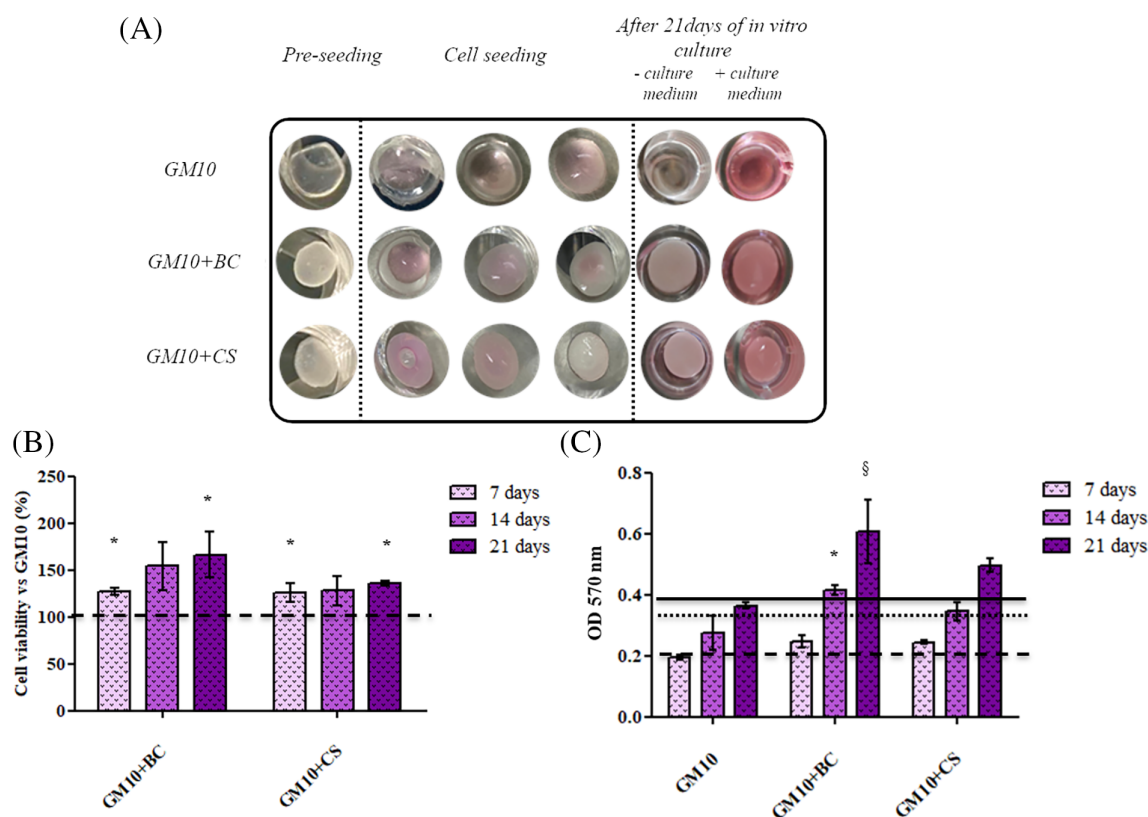 (A)
Pre-seeding
Cell seeding
After 21days of in vitro
culture
- culture
medium
+ culture
medium
GM10
GM10+BC
GM10+CS
(B)
Cell viability vs GM10 (%)
250
200
150
100
50
0
*
*
*
*
GM10+BC
GM10+CS
7 days
14 days
21 days
(C)
OD 570 nm
0.8
0.6
0.4
0.2
0.0
*
§
GM10
GM10+BC
GM10+CS
7 days
14 days
21 days